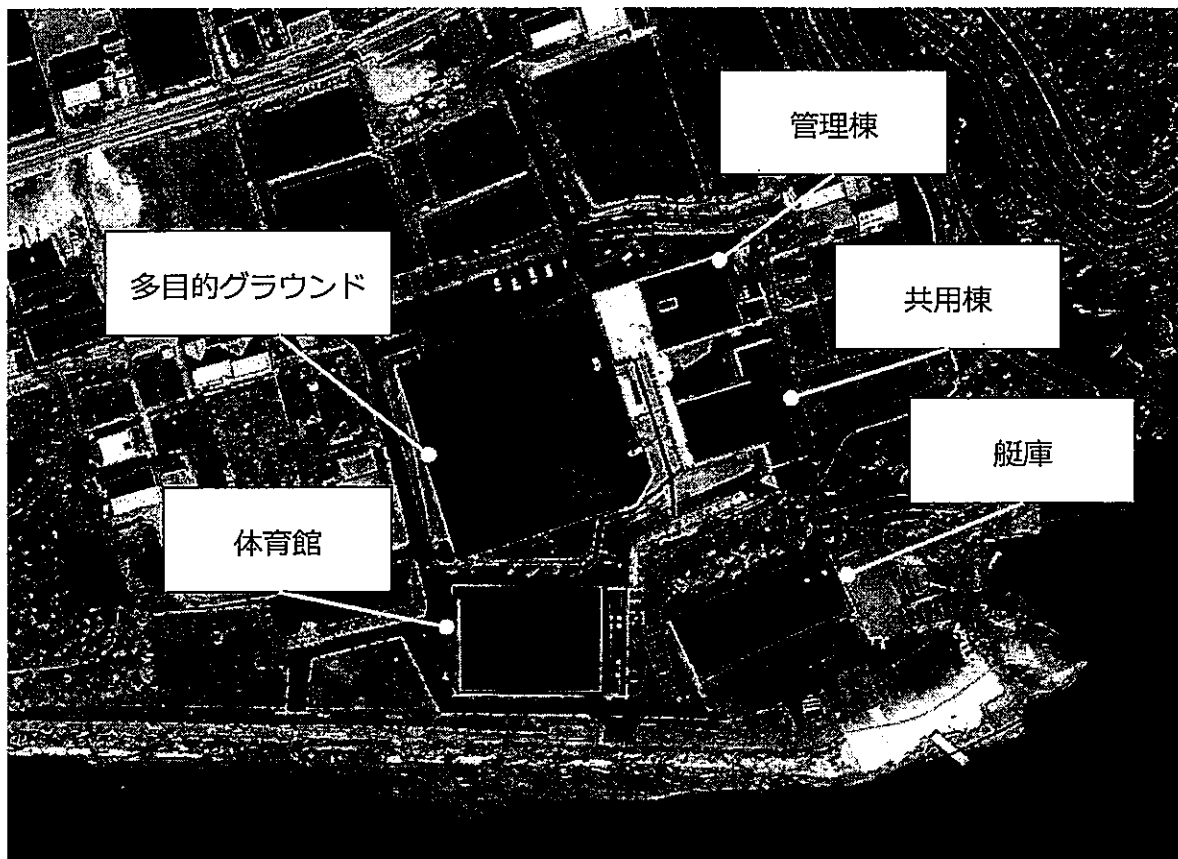 管理棟
多目的グラウンド
共用棟
艇庫
体育館